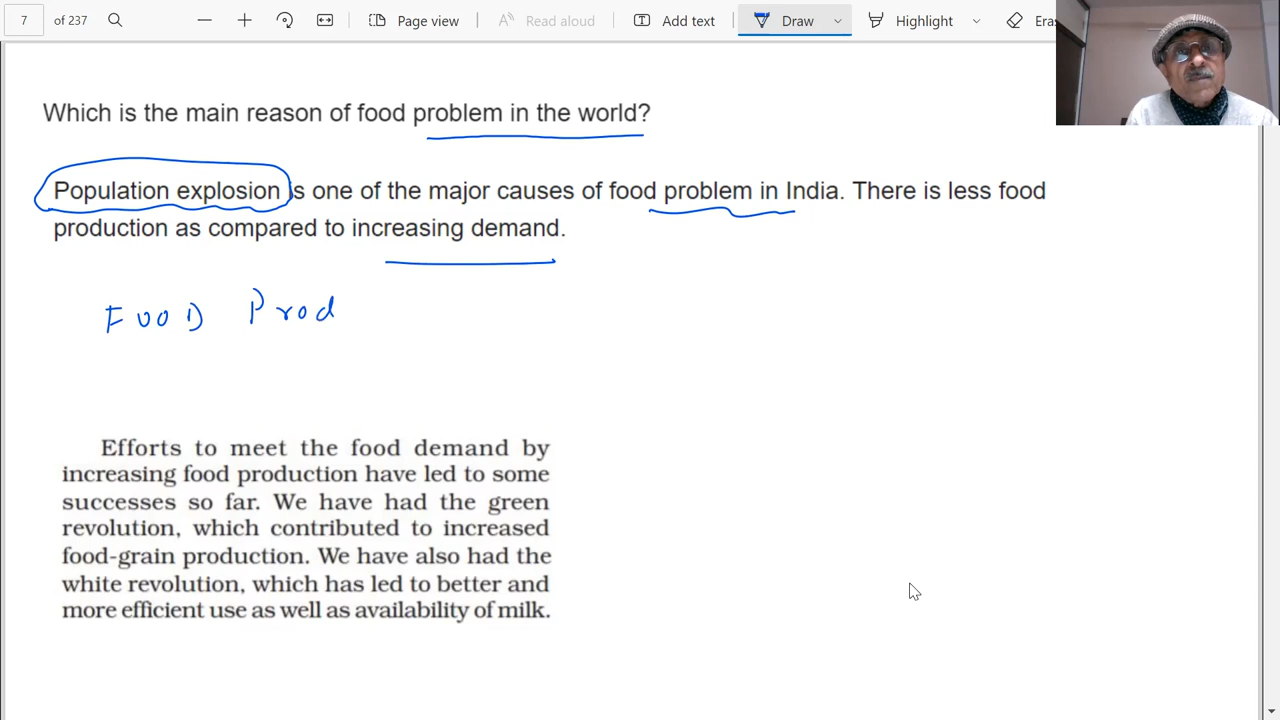 7 of 237 Page view Read aloud Add text Draw Highlight Era
Which is the main reason of food problem in the world?
Population explosion is one of the major causes of food problem in India. There is less food
production as compared to increasing demand.
FOOD Prod
Efforts to meet the food demand by
increasing food production have led to some
successes so far. We have had the green
revolution, which contributed to increased
food-grain production. We have also had the
white revolution, which has led to better and
more efficient use as well as availability of milk.